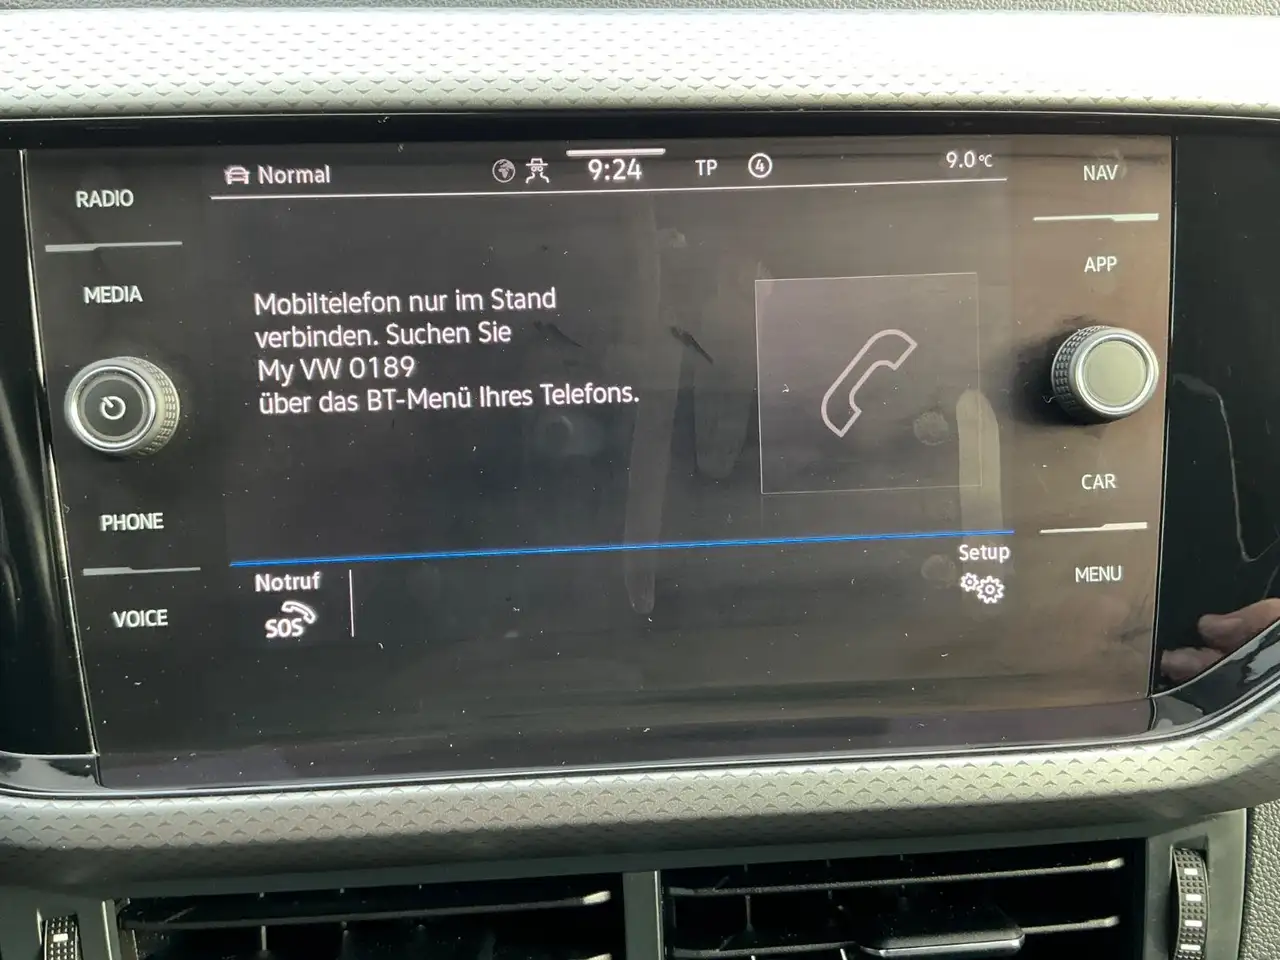 RADIO
MEDIA
PHONE
VOICE
Normal
9:24
TP
4
9.0 °C
Mobiltelefon nur im Stand
verbinden. Suchen Sie
My VW 0189
über das BT-Menü Ihres Telefons.
Notruf
SOS
Setup
NAV
APP
CAR
MENU